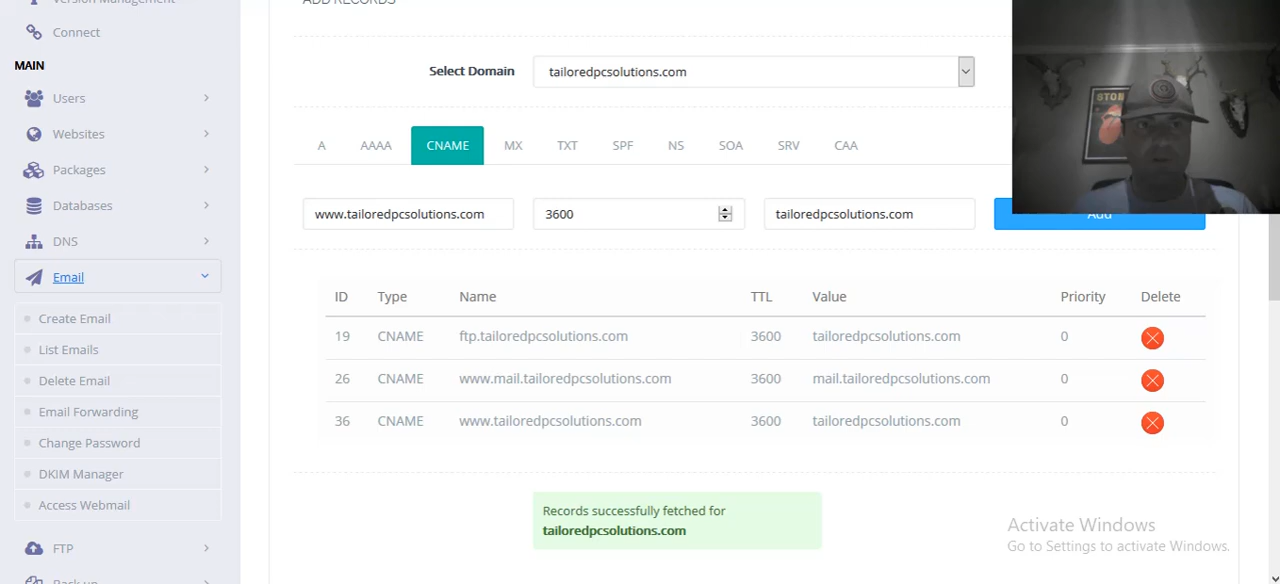 Version Management
Connect
MAIN
Users
Websites
Packages
Databases
DNS
Email
Create Email
List Emails
Delete Email
Email Forwarding
Change Password
DKIM Manager
Access Webmail
FTP
Back up
ADD RECORDS
Select Domain tailoredpcsolutions.com
A AAAA CNAME MX TXT SPF NS SOA SRV CAA
www.tailoredpcsolutions.com 3600 tailoredpcsolutions.com Add
ID Type Name TTL Value Priority Delete
19 CNAME ftp.tailoredpcsolutions.com 3600 tailoredpcsolutions.com 0
26 CNAME www.mail.tailoredpcsolutions.com 3600 mail.tailoredpcsolutions.com 0
36 CNAME www.tailoredpcsolutions.com 3600 tailoredpcsolutions.com 0
Records successfully fetched for
tailoredpcsolutions.com
Activate Windows
Go to Settings to activate Windows.